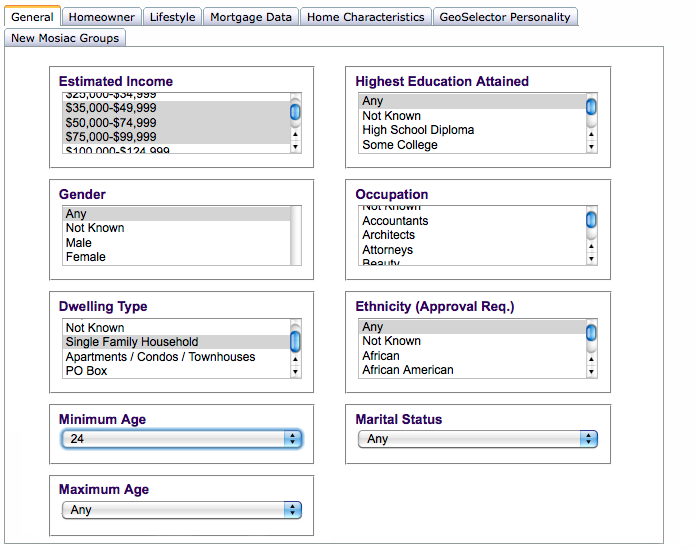 General Homeowner Lifestyle Mortgage Data Home Characteristics GeoSelector Personality
New Mosiac Groups
Estimated Income
$25,000-$34,999
$35,000-$49,999
$50,000-$74,999
$75,000-$99,999
$100,000-$124,999
Highest Education Attained
Any
Not Known
High School Diploma
Some College
Gender
Any
Not Known
Male
Female
Occupation
Not Known
Accountants
Architects
Attorneys
Beauty
Dwelling Type
Not Known
Single Family Household
Apartments / Condos / Townhouses
PO Box
Ethnicity (Approval Req.)
Any
Not Known
African
African American
Minimum Age
24
Marital Status
Any
Maximum Age
Any